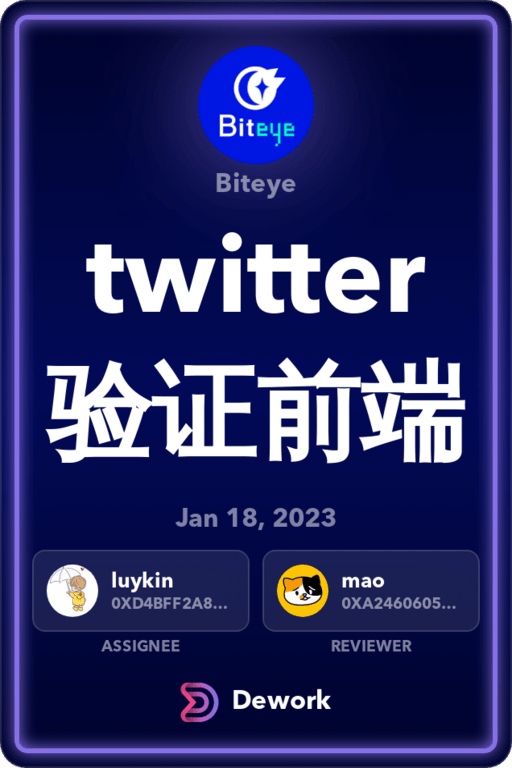 Biteye
Biteye
twitter
验证前端
Jan 18, 2023
luykin
0XD4BFF2A8...
ASSIGNEE
mao
0XA2460605...
REVIEWER
Dework